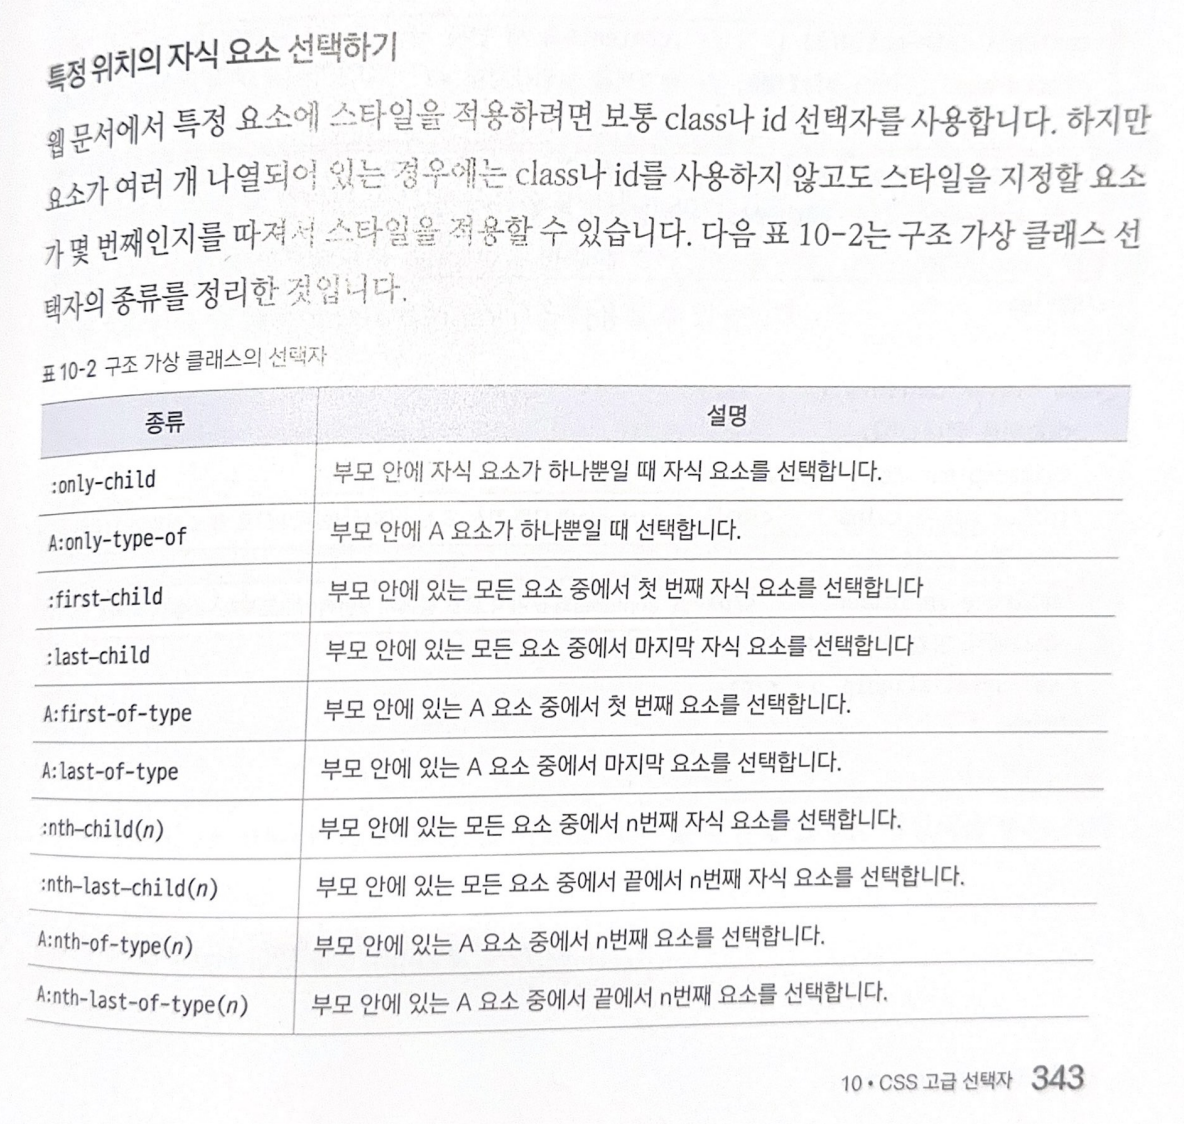 특정 위치의 자식 요소 선택하기
웹 문서에서 특정 요소에 스타일을 적용하려면 보통 class나 id 선택자를 사용합니다. 하지만
요소가 여러 개 나열되어 있는 경우에는 class나 id를 사용하지 않고도 스타일을 지정할 요소
가 몇 번째인지를 따져서 스타일을 적용할 수 있습니다. 다음 표 10-2는 구조 가상 클래스 선
택자의 종류를 정리한 것입니다.
표 10-2 구조 가상 클래스의 선택자
종류 설명
:only-child 부모 안에 자식 요소가 하나뿐일 때 자식 요소를 선택합니다.
A:only-type-of 부모 안에 A 요소가 하나뿐일 때 선택합니다.
:first-child 부모 안에 있는 모든 요소 중에서 첫 번째 자식 요소를 선택합니다
:last-child 부모 안에 있는 모든 요소 중에서 마지막 자식 요소를 선택합니다
A:first-of-type 부모 안에 있는 A 요소 중에서 첫 번째 요소를 선택합니다.
A:last-of-type 부모 안에 있는 A 요소 중에서 마지막 요소를 선택합니다.
:nth-child(n) 부모 안에 있는 모든 요소 중에서 n번째 자식 요소를 선택합니다.
:nth-last-child(n) 부모 안에 있는 모든 요소 중에서 끝에서 n번째 자식 요소를 선택합니다.
A:nth-of-type(n) 부모 안에 있는 A 요소 중에서 n번째 요소를 선택합니다.
A:nth-last-of-type(n) 부모 안에 있는 A 요소 중에서 끝에서 n번째 요소를 선택합니다.
10 • CSS 고급 선택자 343